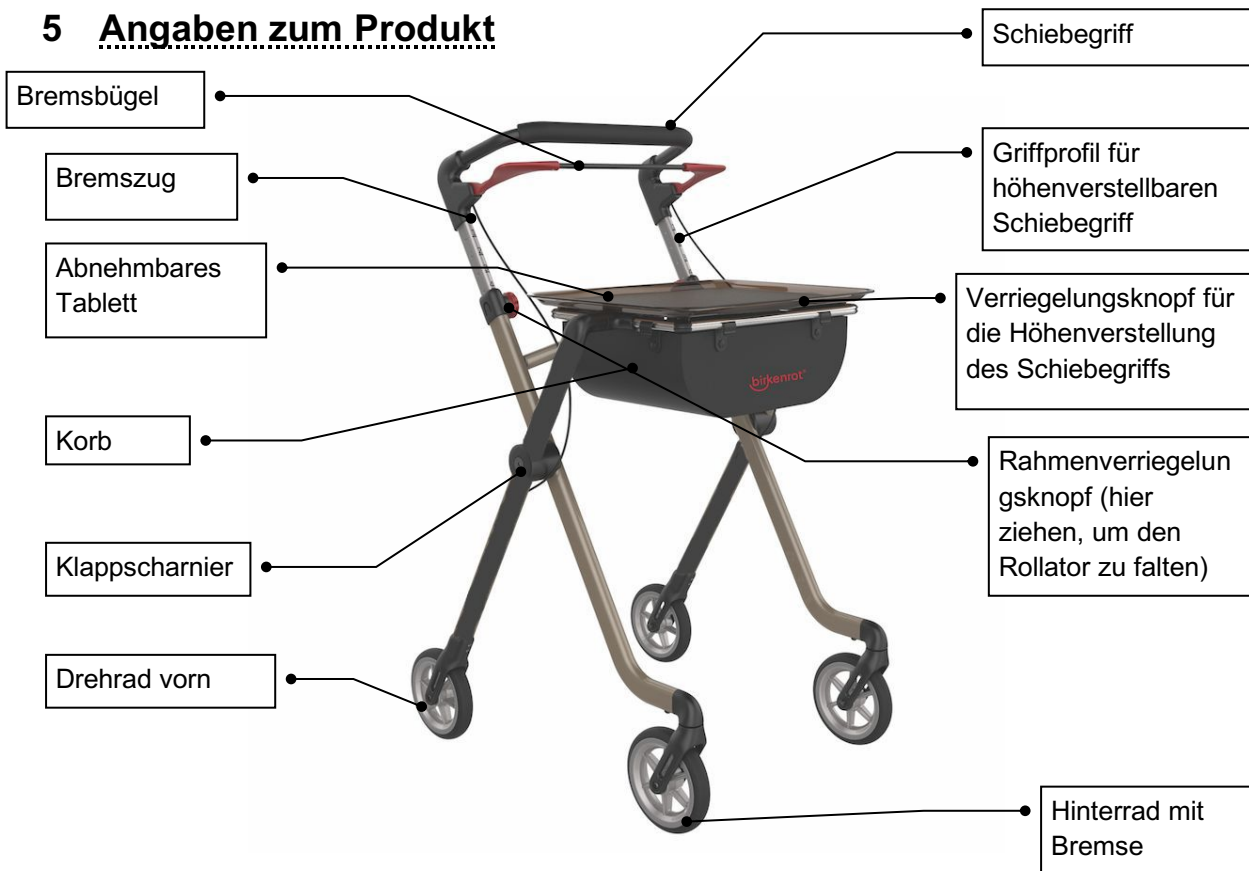 5 Angaben zum Produkt
Schiebegriff
Bremsbügel
Bremszug
Griffprofil für
höhenverstellbaren
Schiebegriff
Abnehmbares
Tablett
Verriegelungsknopf für
die Höhenverstellung
des Schiebegriffs
birkenrat
Korb
Rahmenverriegelun
gsknopf (hier
ziehen, um den
Rollator zu falten)
Klappscharnier
Drehrad vorn
Hinterrad mit
Bremse